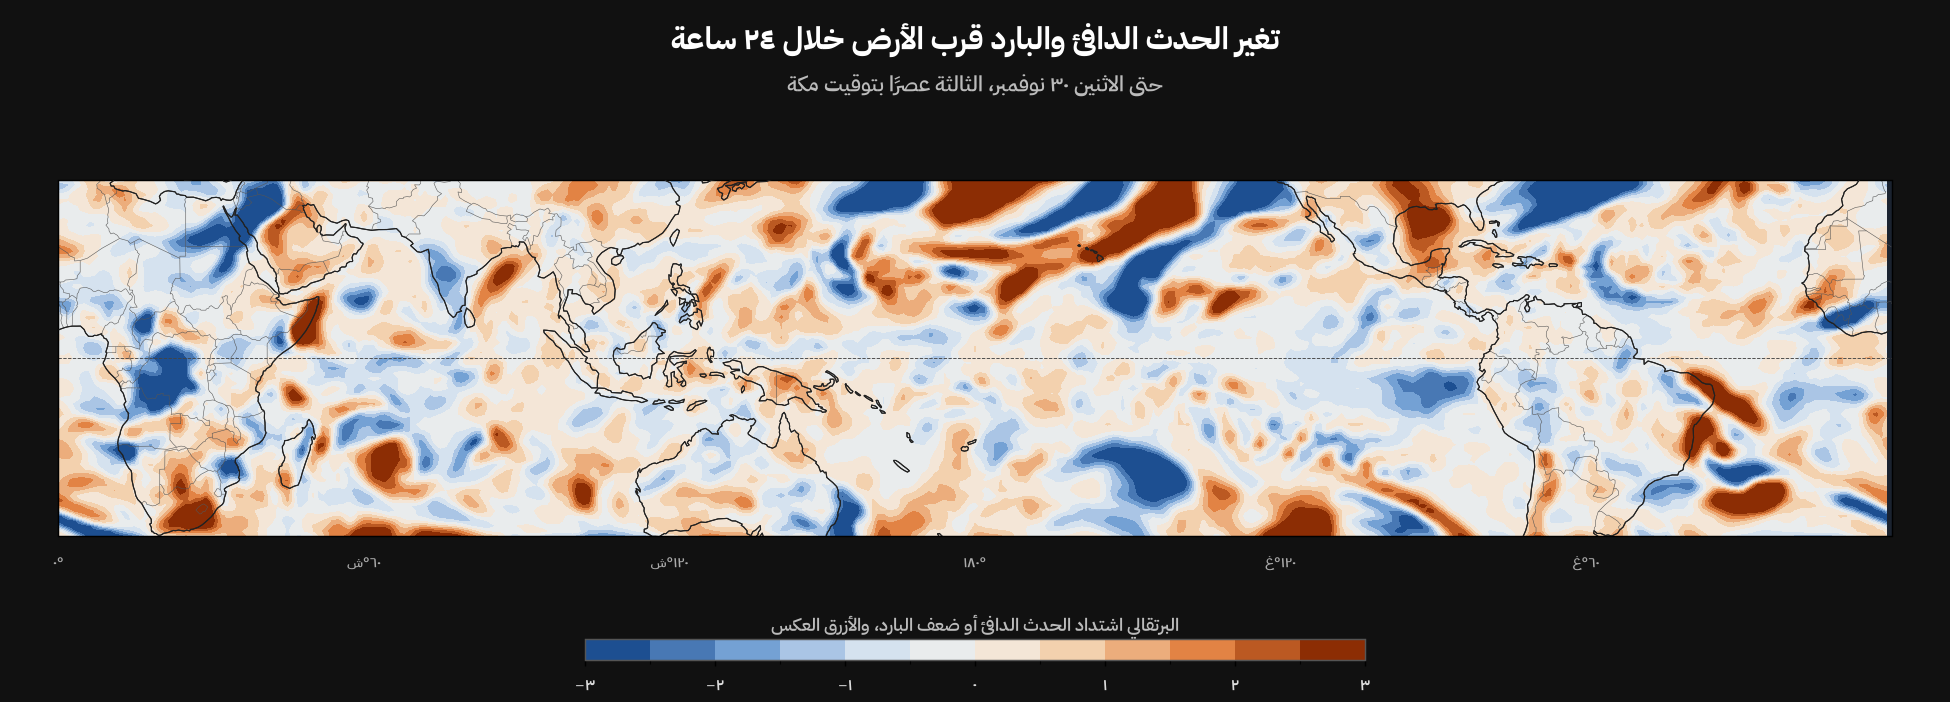 تغير الحدث الدافئ والبارد قرب الأرض خلال ٢٤ ساعة
حتى الاثنين ٣٠ نوفمبر، الثالثة عصرًا بتوقيت مكة
٠°
٦٠°ش
١٢٠°ش
١٨٠°
١٢٠°غ
٦٠°غ
البرتقالي اشتداد الحدث الدافئ أو ضعف البارد، والأزرق العكس
−٣
−٢
−١
٠
١
٢
٣